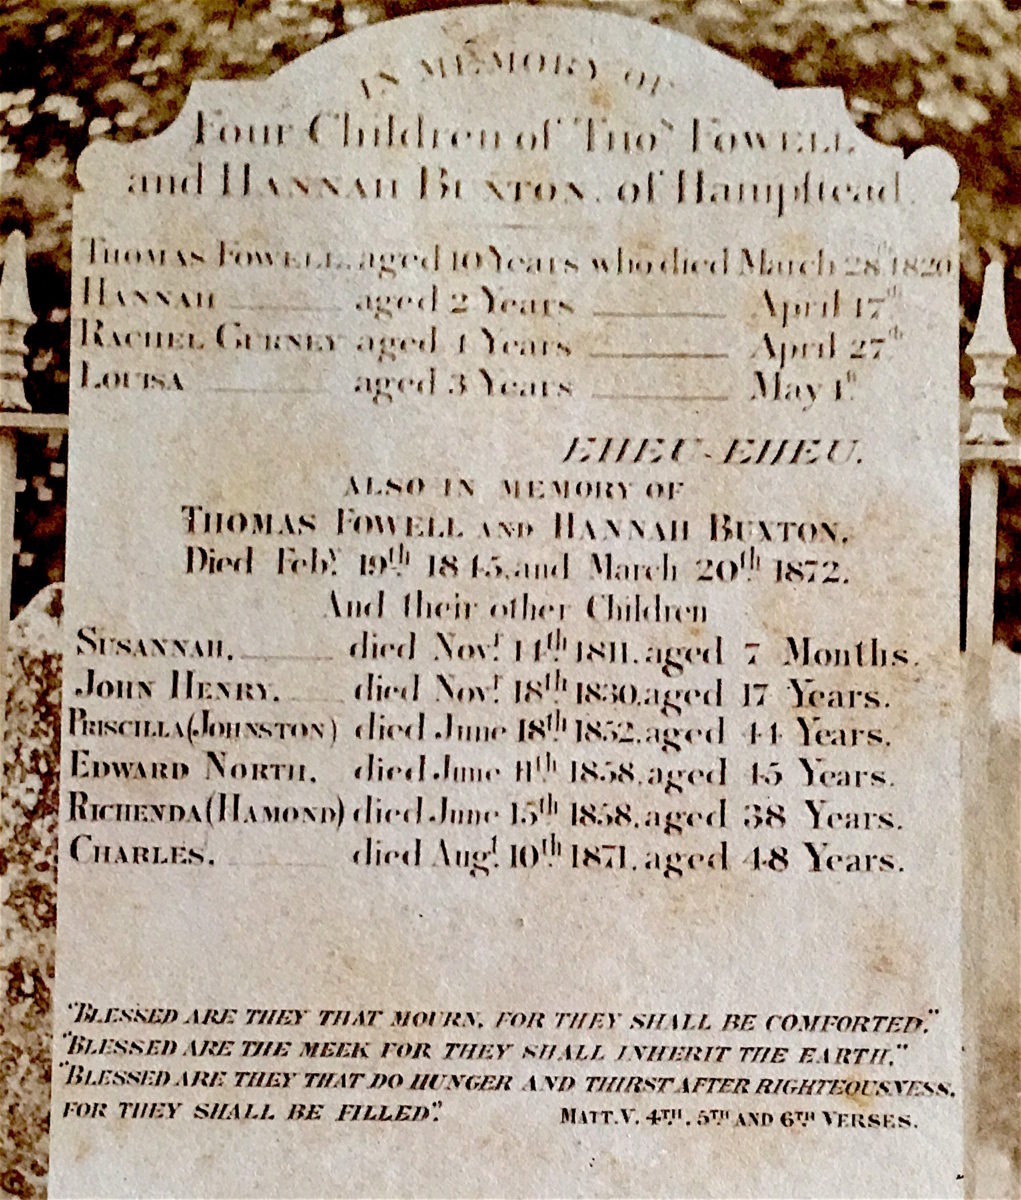 IN MEMORY OF
Four Children of Thoˢ FOWELL
and HANNAH BUXTON, of Hampſtead.
THOMAS FOWELL, aged 10 Years who died March 28th 1820
HANNAH aged 2 Years April 17th
RACHEL GURNEY aged 4 Years April 27th
LOUISA aged 3 Years May 1st
EHEU-EHEU.
ALSO IN MEMORY OF
THOMAS FOWELL AND HANNAH BUXTON.
Died Feby. 19th 1845. and March 20th 1872.
And their other Children
SUSANNAH. died Novr. 14th 1811. aged 7 Months.
JOHN HENRY. died Novr. 18th 1830. aged 17 Years.
PRISCILLA (JOHNSTON) died June 18th 1852. aged 44 Years.
EDWARD NORTH. died June 11th 1858. aged 45 Years.
RICHENDA (HAMOND) died June 15th 1858. aged 38 Years.
CHARLES. died Augt. 10th 1871. aged 48 Years.
"BLESSED ARE THEY THAT MOURN, FOR THEY SHALL BE COMFORTED."
"BLESSED ARE THE MEEK FOR THEY SHALL INHERIT THE EARTH."
"BLESSED ARE THEY THAT DO HUNGER AND THIRST AFTER RIGHTEOUSNESS,
FOR THEY SHALL BE FILLED". MATT. V. 4TH. 5TH AND 6TH VERSES.